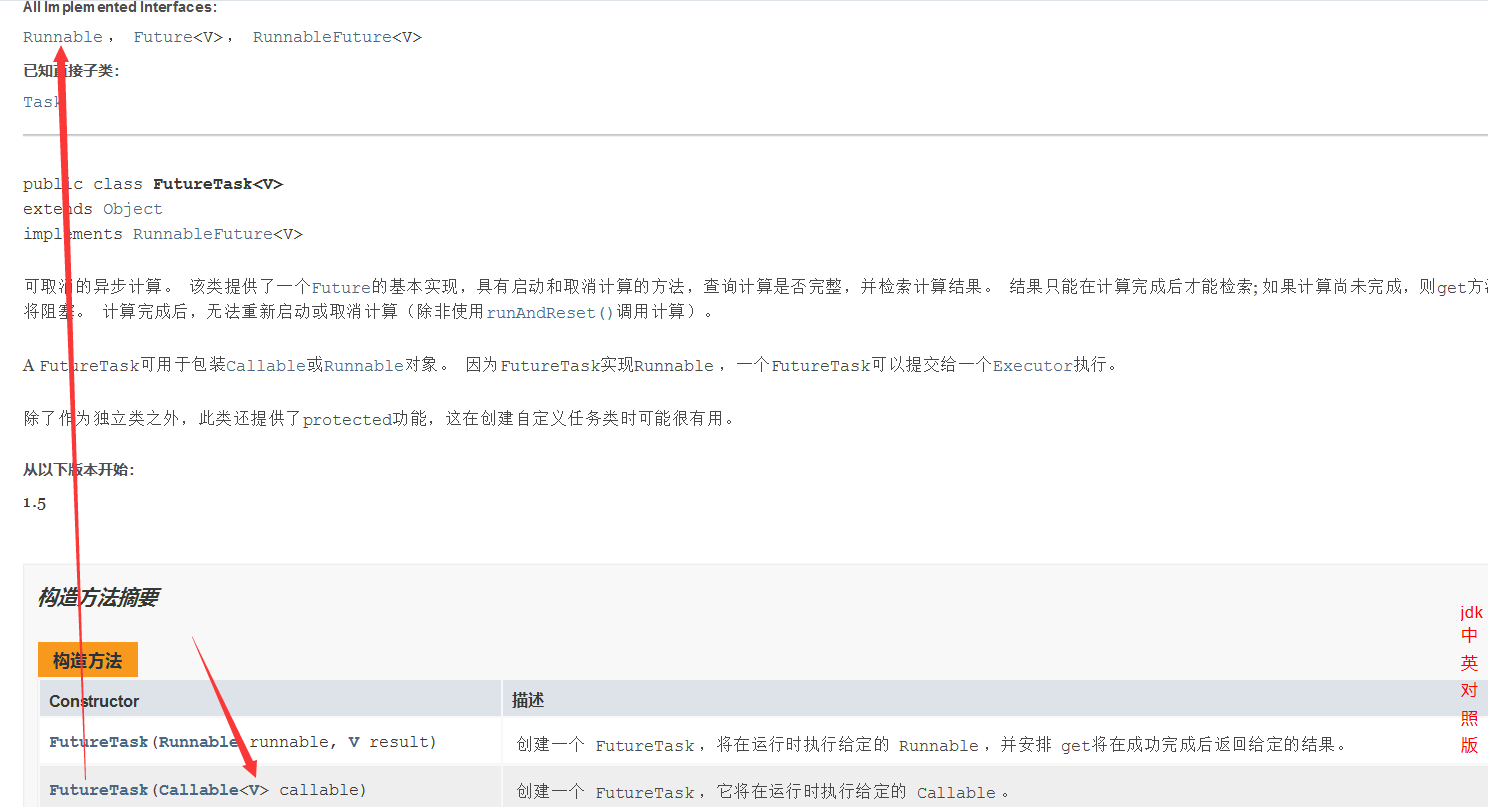 All Implemented Interfaces:
Runnable , Future<V> , RunnableFuture<V>
已知直接子类:
Task
public class FutureTask<V>
extends Object
implements RunnableFuture<V>
可取消的异步计算。 该类提供了一个Future的基本实现，具有启动和取消计算的方法，查询计算是否完整，并检索计算结果。 结果只能在计算完成后才能检索;如果计算尚未完成，则get方法
将阻塞。 计算完成后，无法重新启动或取消计算（除非使用runAndReset()调用计算）。
A FutureTask可用于包装Callable或Runnable对象。 因为FutureTask实现Runnable ，一个FutureTask可以提交给一个Executor执行。
除了作为独立类之外，此类还提供了protected功能，这在创建自定义任务类时可能很有用。
从以下版本开始:
1.5
构造方法摘要
构造方法
Constructor 描述
FutureTask(Runnable runnable, V result) 创建一个 FutureTask ，将在运行时执行给定的 Runnable ，并安排 get将在成功完成后返回给定的结果。
FutureTask(Callable<V> callable) 创建一个 FutureTask ，它将在运行时执行给定的 Callable 。
jdk
中
英
对
照
版